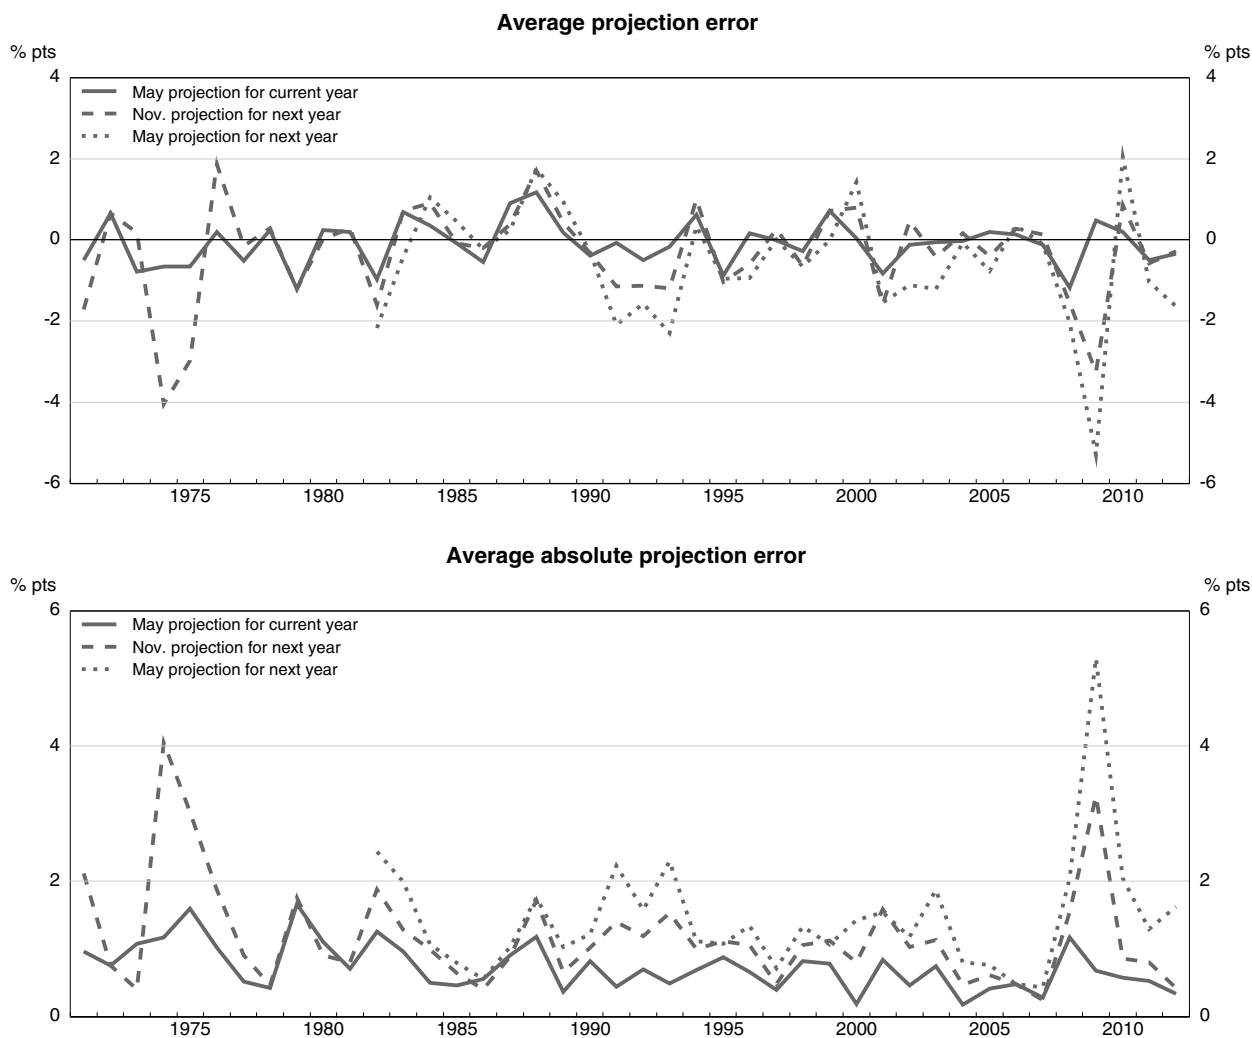 Average projection error
% pts % pts
4 4
May projection for current year
Nov. projection for next year
May projection for next year
2 2
0 0
-2 -2
-4 -4
-6 -6
1975 1980 1985 1990 1995 2000 2005 2010
Average absolute projection error
% pts % pts
6 6
May projection for current year
Nov. projection for next year
May projection for next year
4 4
2 2
0 0
1975 1980 1985 1990 1995 2000 2005 2010